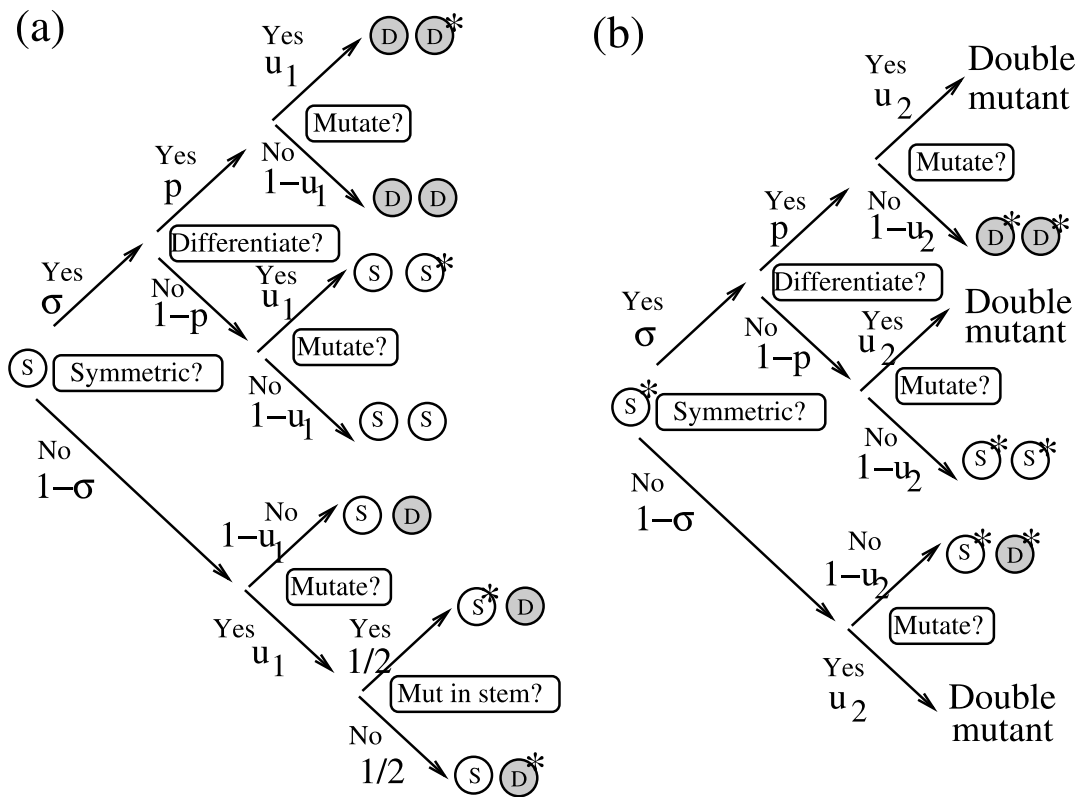 (a)
Yes
u1
D D*
Mutate?
No
1−u1
D D
Yes
p
Differentiate?
Yes
σ
No
1−p
Yes
u1
S S*
Mutate?
No
1−u1
S S
S
Symmetric?
No
1−σ
No
1−u1
S D
Mutate?
Yes
u1
Yes
1/2
S* D
Mut in stem?
No
1/2
S D*
(b)
Yes
u2
Double
mutant
Mutate?
No
1−u2
D* D*
Yes
p
Differentiate?
Yes
σ
No
1−p
Yes
u2
Double
mutant
Mutate?
No
1−u2
S* S*
S*
Symmetric?
No
1−σ
No
1−u2
S* D*
Mutate?
Yes
u2
Double
mutant